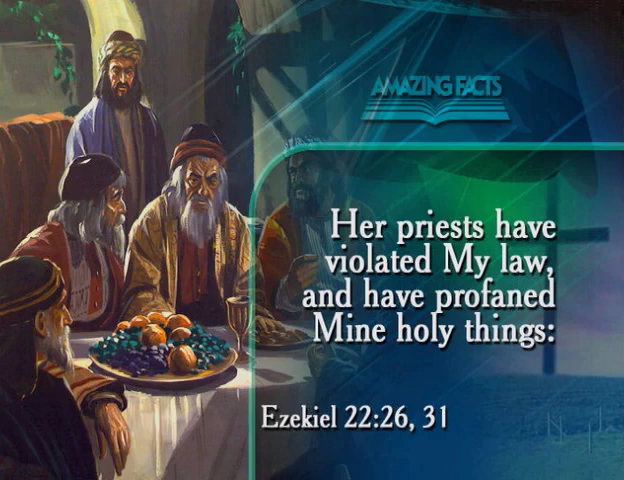 AMAZING FACTS
Her priests have
violated My law,
and have profaned
Mine holy things:
Ezekiel 22:26, 31